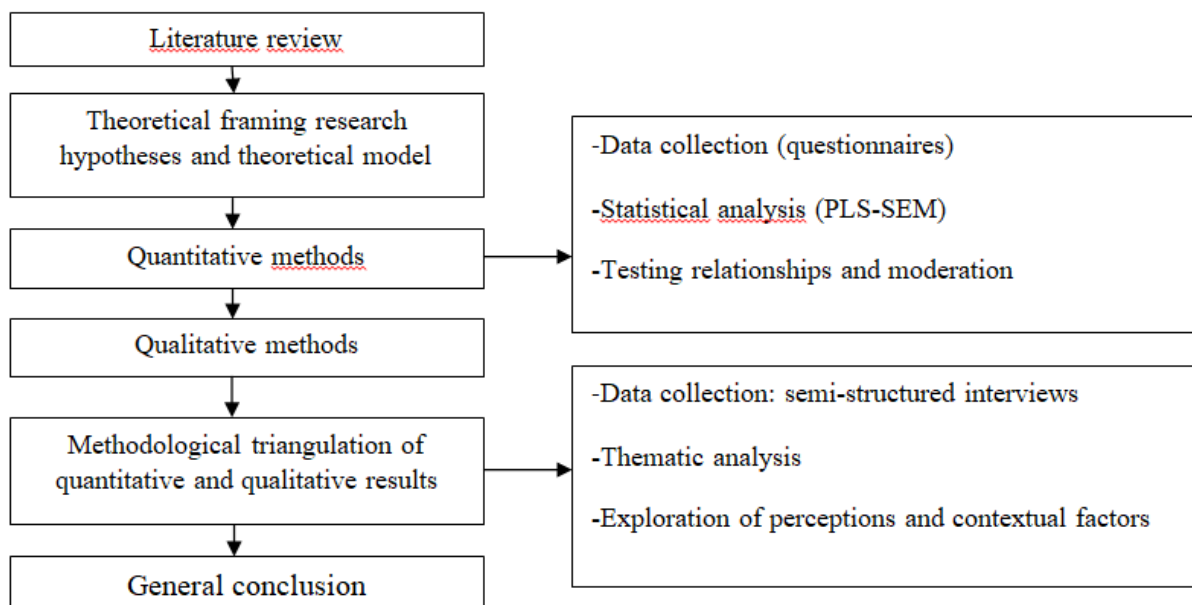 Literature review
Theoretical framing research
hypotheses and theoretical model
Quantitative methods
-Data collection (questionnaires)
-Statistical analysis (PLS-SEM)
-Testing relationships and moderation
Qualitative methods
Methodological triangulation of
quantitative and qualitative results
-Data collection: semi-structured interviews
-Thematic analysis
-Exploration of perceptions and contextual factors
General conclusion